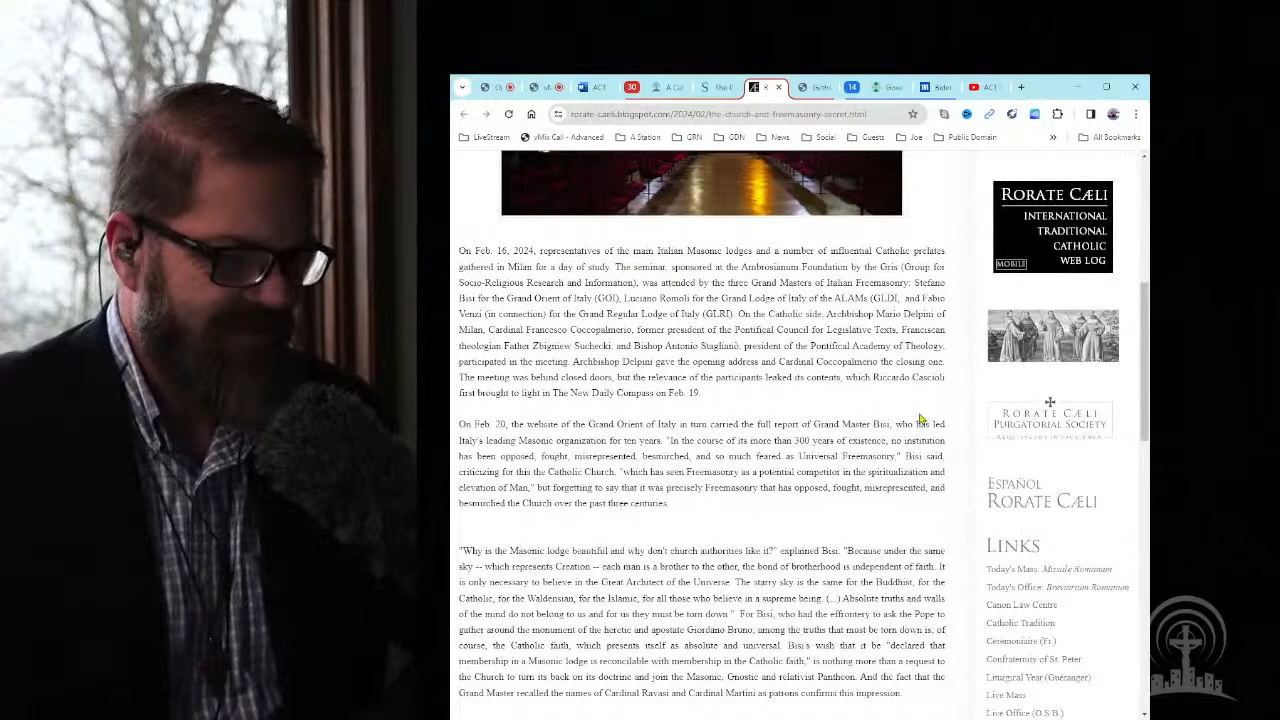 30
ACT
A Cat
The I
Geths
14
Gove
Bider
ACT
rorate-caeli.blogspot.com/2024/02/the-church-and-freemasonry-secret.html
LiveStream
vMix Call - Advanced
A Station
GRN
GDN
News
Social
Guests
Joe
Public Domain
»
All Bookmarks
On Feb. 16, 2024, representatives of the main Italian Masonic lodges and a number of influential Catholic prelates
gathered in Milan for a day of study. The seminar, sponsored at the Ambrosianum Foundation by the Gris (Group for
Socio-Religious Research and Information), was attended by the three Grand Masters of Italian Freemasonry: Stefano
Bisi for the Grand Orient of Italy (GOI), Luciano Romoli for the Grand Lodge of Italy of the ALAMs (GLDI, and Fabio
Venzi (in connection) for the Grand Regular Lodge of Italy (GLRI). On the Catholic side, Archbishop Mario Delpini of
Milan, Cardinal Francesco Coccopalmerio, former president of the Pontifical Council for Legislative Texts, Franciscan
theologian Father Zbigniew Suchecki, and Bishop Antonio Staglianò, president of the Pontifical Academy of Theology,
participated in the meeting. Archbishop Delpini gave the opening address and Cardinal Coccopalmerio the closing one.
The meeting was behind closed doors, but the relevance of the participants leaked its contents, which Riccardo Cascioli
first brought to light in The New Daily Compass on Feb. 19.
On Feb. 20, the website of the Grand Orient of Italy in turn carried the full report of Grand Master Bisi, who has led
Italy's leading Masonic organization for ten years. "In the course of its more than 300 years of existence, no institution
has been opposed, fought, misrepresented, besmirched, and so much feared as Universal Freemasonry," Bisi said,
criticizing for this the Catholic Church, "which has seen Freemasonry as a potential competitor in the spiritualization and
elevation of Man," but forgetting to say that it was precisely Freemasonry that has opposed, fought, misrepresented, and
besmirched the Church over the past three centuries.
"Why is the Masonic lodge beautiful and why don't church authorities like it?" explained Bisi. "Because under the same
sky -- which represents Creation -- each man is a brother to the other, the bond of brotherhood is independent of faith. It
is only necessary to believe in the Great Architect of the Universe. The starry sky is the same for the Buddhist, for the
Catholic, for the Waldensian, for the Islamic, for all those who believe in a supreme being. (...) Absolute truths and walls
of the mind do not belong to us and for us they must be torn down." For Bisi, who had the effrontery to ask the Pope to
gather around the monument of the heretic and apostate Giordano Bruno, among the truths that must be torn down is, of
course, the Catholic faith, which presents itself as absolute and universal. Bisi's wish that it be "declared that
membership in a Masonic lodge is reconcilable with membership in the Catholic faith," is nothing more than a request to
the Church to turn its back on its doctrine and join the Masonic, Gnostic and relativist Pantheon. And the fact that the
Grand Master recalled the names of Cardinal Ravasi and Cardinal Martini as patrons confirms this impression.
RORATE CÆLI
INTERNATIONAL
TRADITIONAL
CATHOLIC
WEB LOG
MOBILE
RORATE CÆLI
PURGATORIAL SOCIETY
ESPAÑOL
RORATE CÆLI
LINKS
Today's Mass: Missale Romanum
Today's Office: Breviarium Romanum
Canon Law Centre
Catholic Tradition
Cérémoniaire (Fr.)
Confraternity of St. Peter
Liturgical Year (Guéranger)
Live Mass
Live Office (O.S.B.)